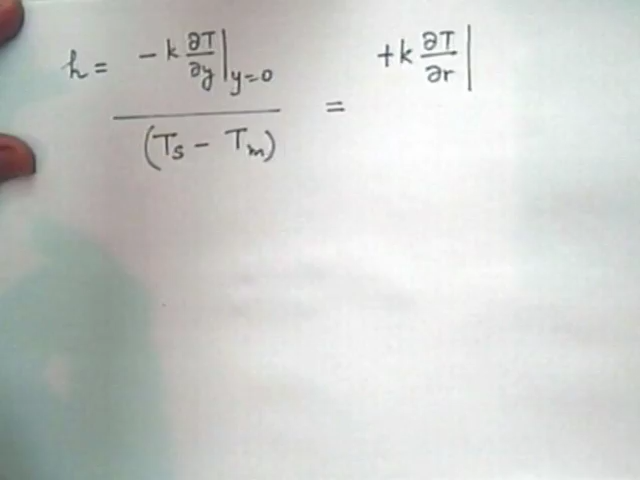 h = -k ∂T/∂y |y=0 / (Ts - Tm) = +k ∂T/∂r |